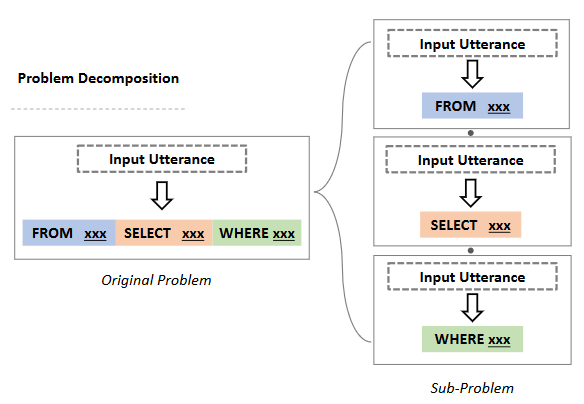 Problem Decomposition
Input Utterance
FROM xxx SELECT xxx WHERE xxx
Original Problem
Input Utterance
FROM xxx
Input Utterance
SELECT xxx
Input Utterance
WHERE xxx
Sub-Problem